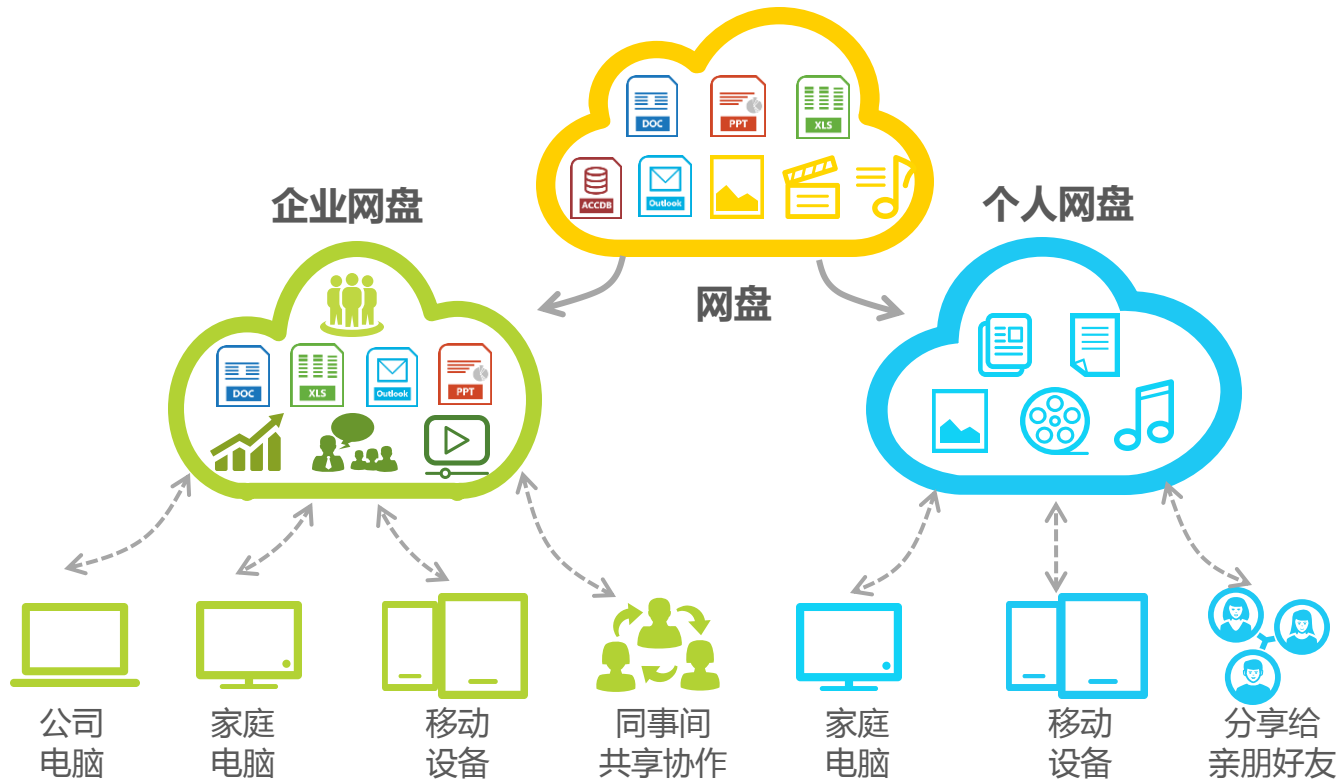 DOC
PPT
XLS
ACCDB
Outlook
企业网盘
个人网盘
网盘
DOC
XLS
Outlook
PPT
公司
电脑
家庭
电脑
移动
设备
同事间
共享协作
家庭
电脑
移动
设备
分享给
亲朋好友